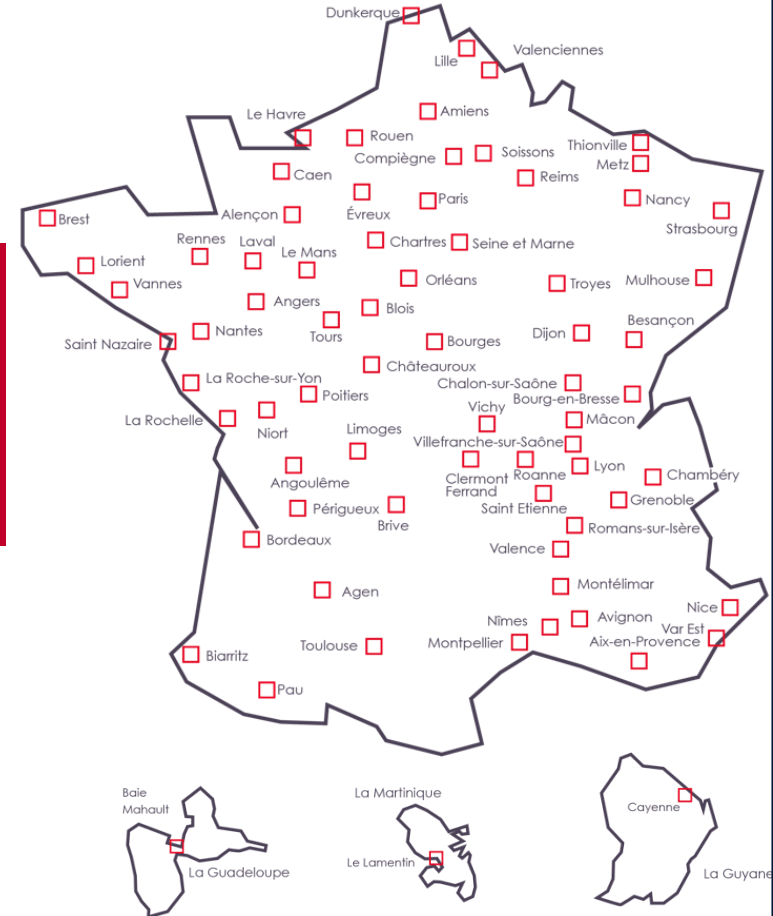 Dunkerque
Valenciennes
Lille
Le Havre
Amiens
Rouen
Thionville
Soissons
Compiègne
Metz
Caen
Reims
Évreux
Paris
Nancy
Alençon
Brest
Strasbourg
Rennes
Laval
Chartres
Seine et Marne
Le Mans
Lorient
Orléans
Troyes
Mulhouse
Vannes
Angers
Blois
Besançon
Nantes
Tours
Dijon
Saint Nazaire
Bourges
Châteauroux
La Roche-sur-Yon
Chalon-sur-Saône
Poitiers
Bourg-en-Bresse
Vichy
La Rochelle
Niort
Mâcon
Limoges
Villefranche-sur-Saône
Lyon
Angoulême
Clermont
Ferrand
Roanne
Chambéry
Périgueux
Saint Etienne
Grenoble
Brive
Romans-sur-Isère
Bordeaux
Valence
Agen
Montélimar
Nice
Nîmes
Avignon
Var Est
Toulouse
Montpellier
Aix-en-Provence
Biarritz
Pau
Baie
Mahault
La Martinique
Cayenne
Le Lamentin
La Guadeloupe
La Guyane